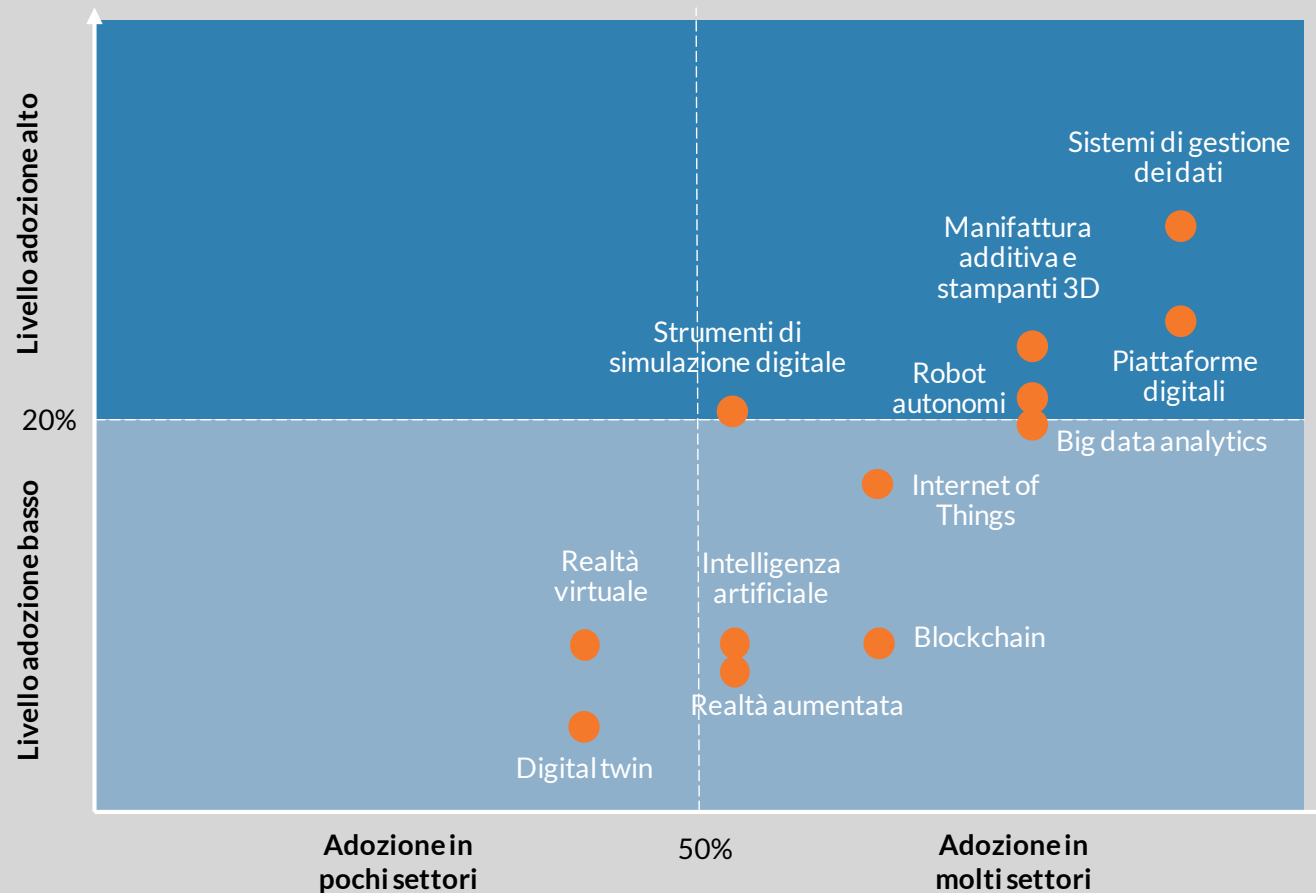 Livello adozione alto
Sistemi di gestione
dei dati
Manifattura
additiva e
stampanti 3D
Strumenti di
simulazione digitale
Piattaforme
digitali
Robot
autonomi
20%
Big data analytics
Internet of
Things
Livello adozione basso
Realtà
virtuale
Intelligenza
artificiale
Blockchain
Realtà aumentata
Digital twin
Adozione in
pochi settori
50%
Adozione in
molti settori